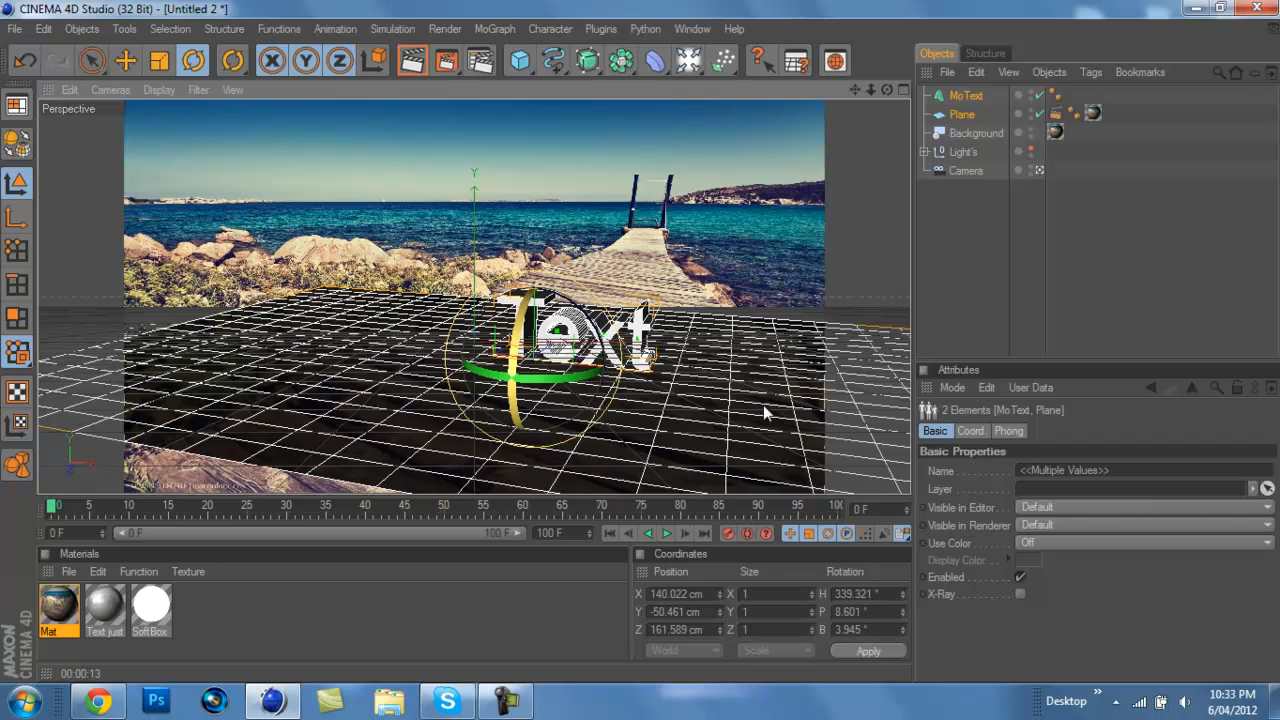 CINEMA 4D Studio (32 Bit) - [Untitled 2 *]
File Edit Objects Tools Selection Structure Functions Animation Simulation Render MoGraph Character Plugins Python Window Help
Edit Cameras Display Filter View
Perspective
Y
Text
Y
X
Z
0 5 10 15 20 25 30 35 40 45 50 55 60 65 70 75 80 85 90 95 100
0 F
0 F
0 F
100 F
100 F
Materials
File Edit Function Texture
Mat
Text just
Soft Box
Coordinates
Position Size Rotation
X 140.022 cm X 1 H 339.321 °
Y -50.461 cm Y 1 P 8.601 °
Z 161.589 cm Z 1 B 3.945 °
World Scale Apply
00:00:13
MAXON CINEMA 4D
Objects Structure
File Edit View Objects Tags Bookmarks
MoText
Plane
Background
Light's
Camera
Attributes
Mode Edit User Data
2 Elements [MoText, Plane]
Basic Coord. Phong
Basic Properties
Name <<Multiple Values>>
Layer
Visible in Editor Default
Visible in Renderer Default
Use Color Off
Display Color
Enabled
X-Ray
Ps
S
Desktop
10:33 PM
6/04/2012